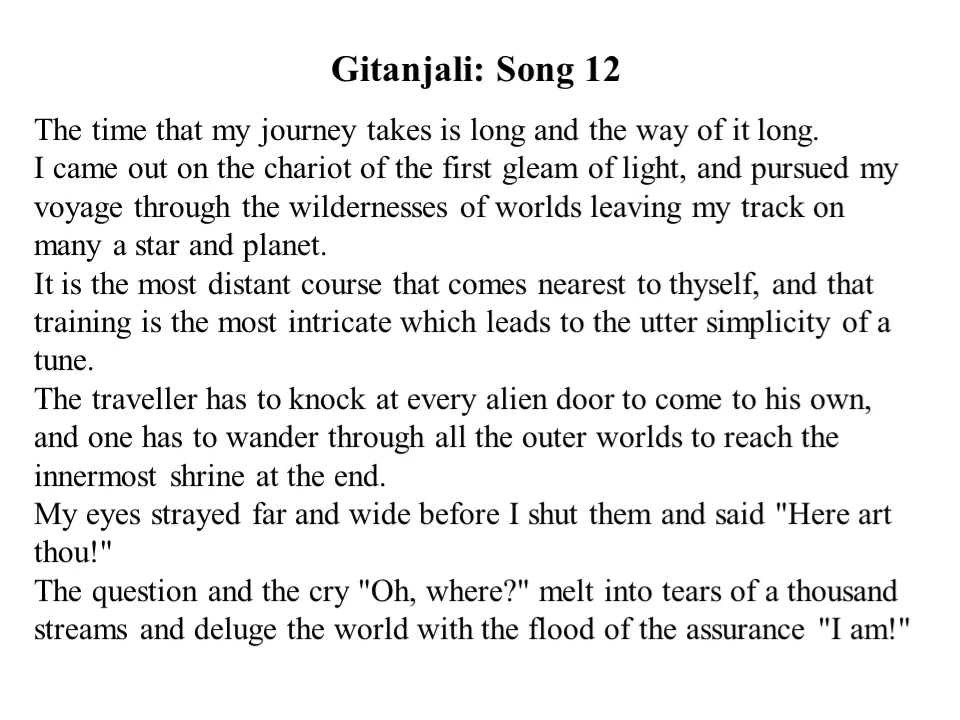 Gitanjali: Song 12
The time that my journey takes is long and the way of it long.
I came out on the chariot of the first gleam of light, and pursued my
voyage through the wildernesses of worlds leaving my track on
many a star and planet.
It is the most distant course that comes nearest to thyself, and that
training is the most intricate which leads to the utter simplicity of a
tune.
The traveller has to knock at every alien door to come to his own,
and one has to wander through all the outer worlds to reach the
innermost shrine at the end.
My eyes strayed far and wide before I shut them and said "Here art
thou!"
The question and the cry "Oh, where?" melt into tears of a thousand
streams and deluge the world with the flood of the assurance "I am!"